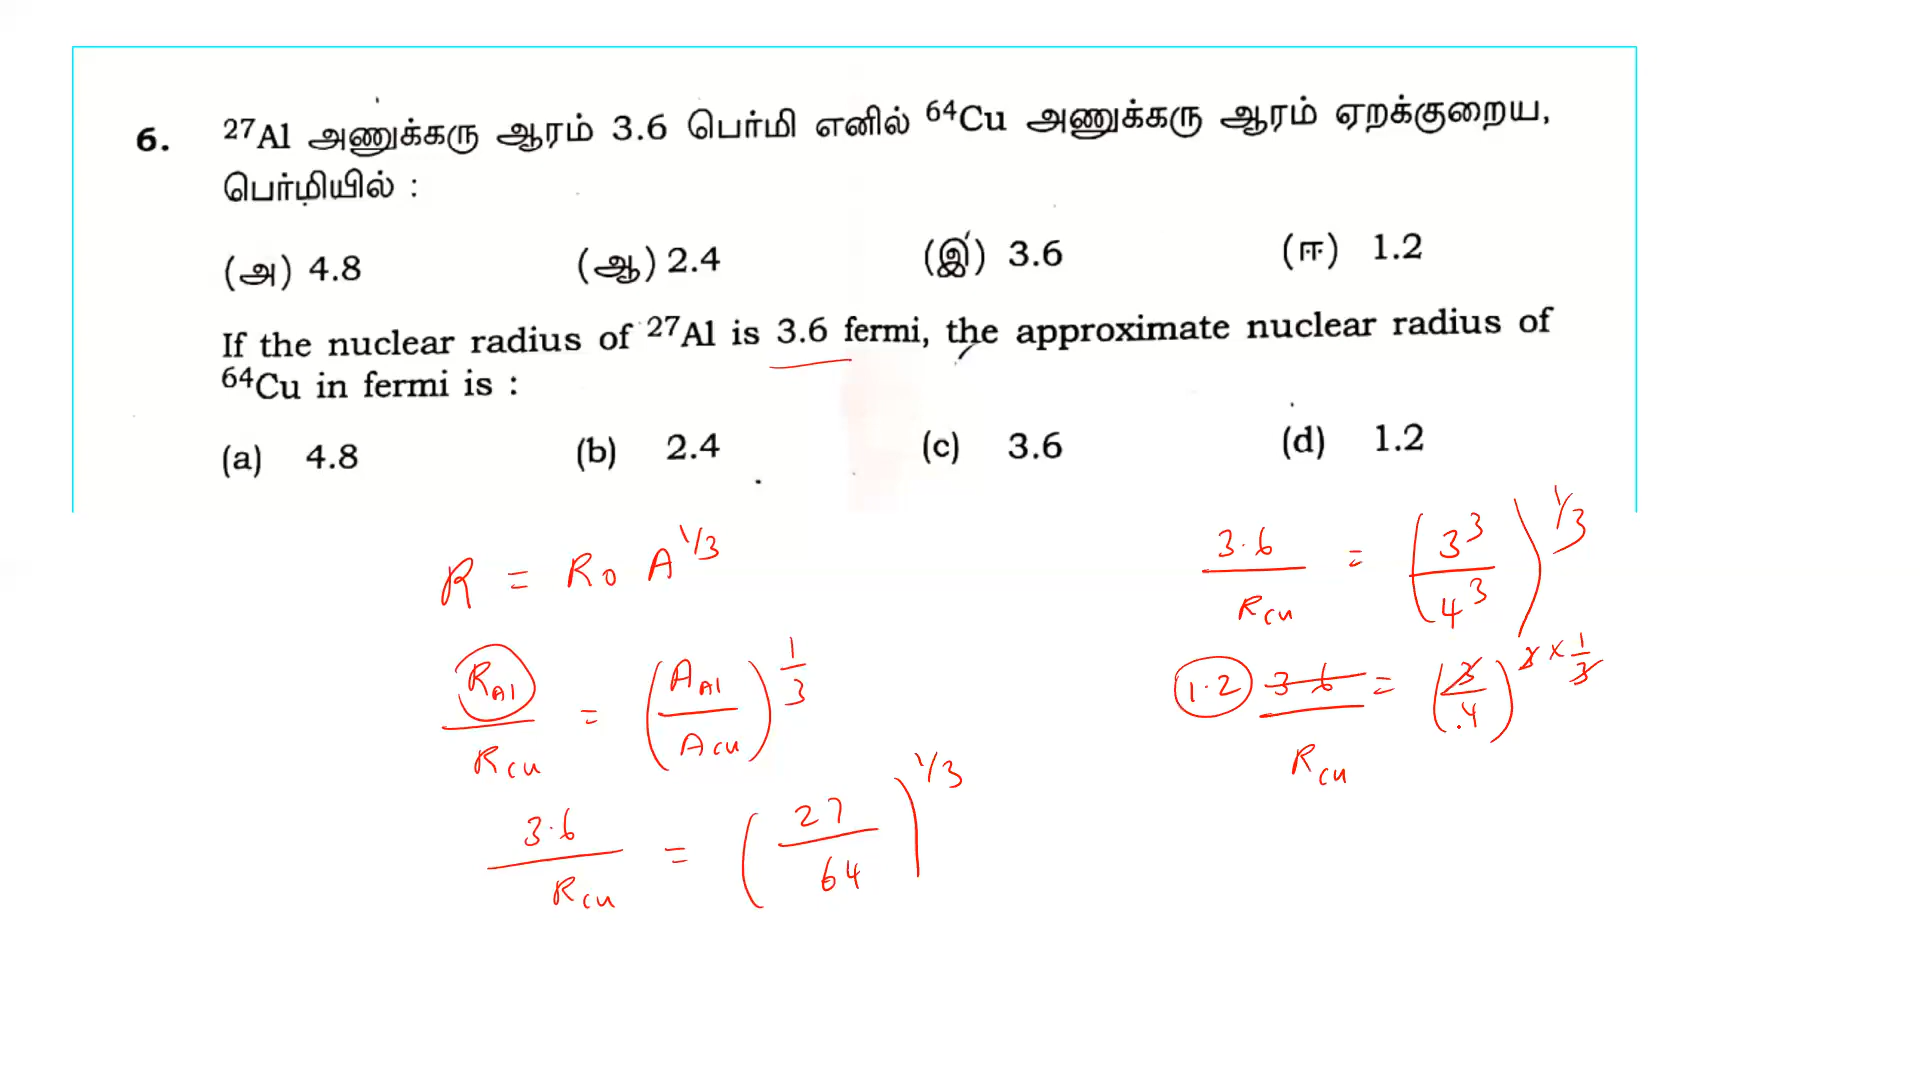 6. ²⁷Al அணுக்கரு ஆரம் 3.6 பெர்மி எனில் ⁶⁴Cu அணுக்கரு ஆரம் ஏறக்குறைய,
பெர்மியில் :
(அ) 4.8 (ஆ) 2.4 (இ) 3.6 (ஈ) 1.2
If the nuclear radius of ²⁷Al is 3.6 fermi, the approximate nuclear radius of
⁶⁴Cu in fermi is :
(a) 4.8 (b) 2.4 (c) 3.6 (d) 1.2
R = R₀ A^1/3
R_Al / R_Cu = (A_Al / A_Cu)^1/3
3.6 / R_Cu = (27 / 64)^1/3
3.6 / R_Cu = (3³ / 4³)^1/3
1.2 3.6 / R_Cu = (3 / 4)^3 × 1/3